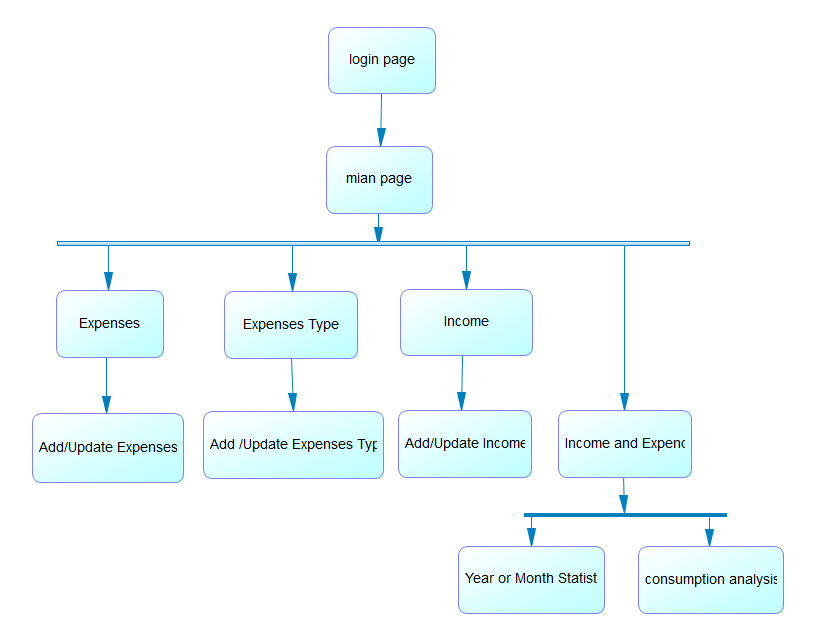 login page
mian page
Expenses
Expenses Type
Income
Add/Update Expenses
Add /Update Expenses Typ
Add/Update Income
Income and Expend
Year or Month Statist
consumption analysis